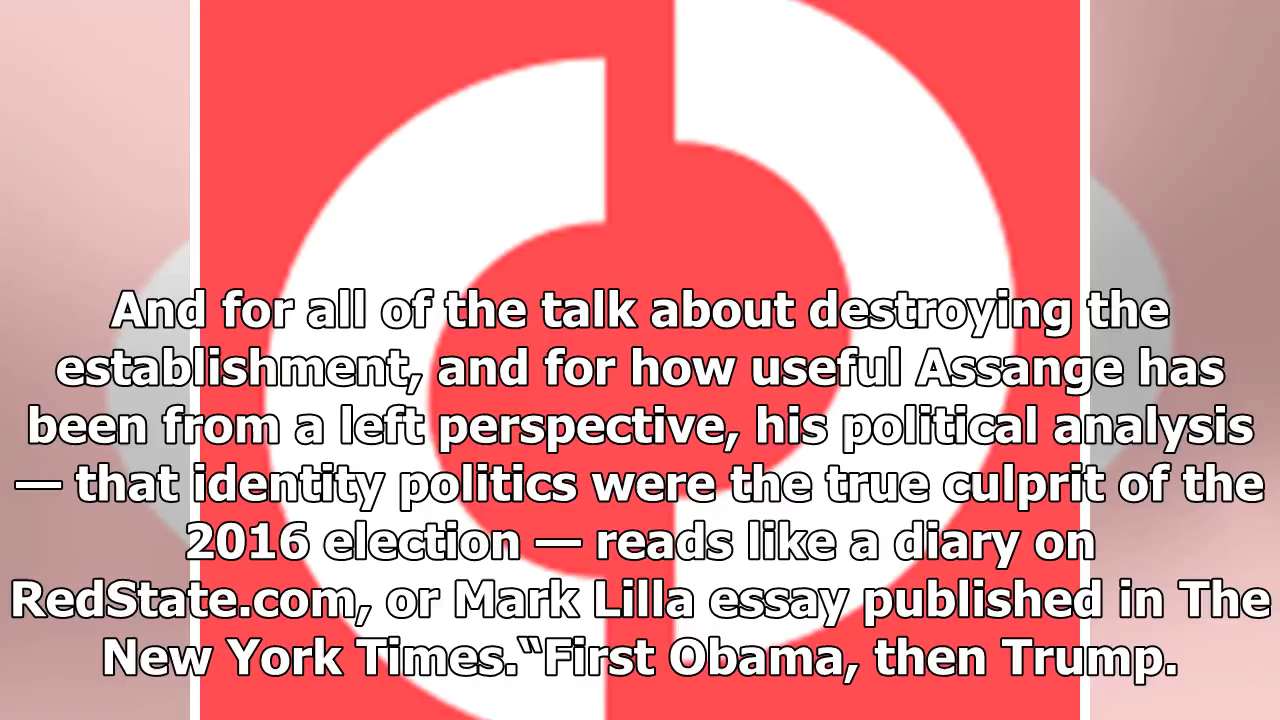 And for all of the talk about destroying the
establishment, and for how useful Assange has
been from a left perspective, his political analysis
— that identity politics were the true culprit of the
2016 election — reads like a diary on
RedState.com, or Mark Lilla essay published in The
New York Times.“First Obama, then Trump.